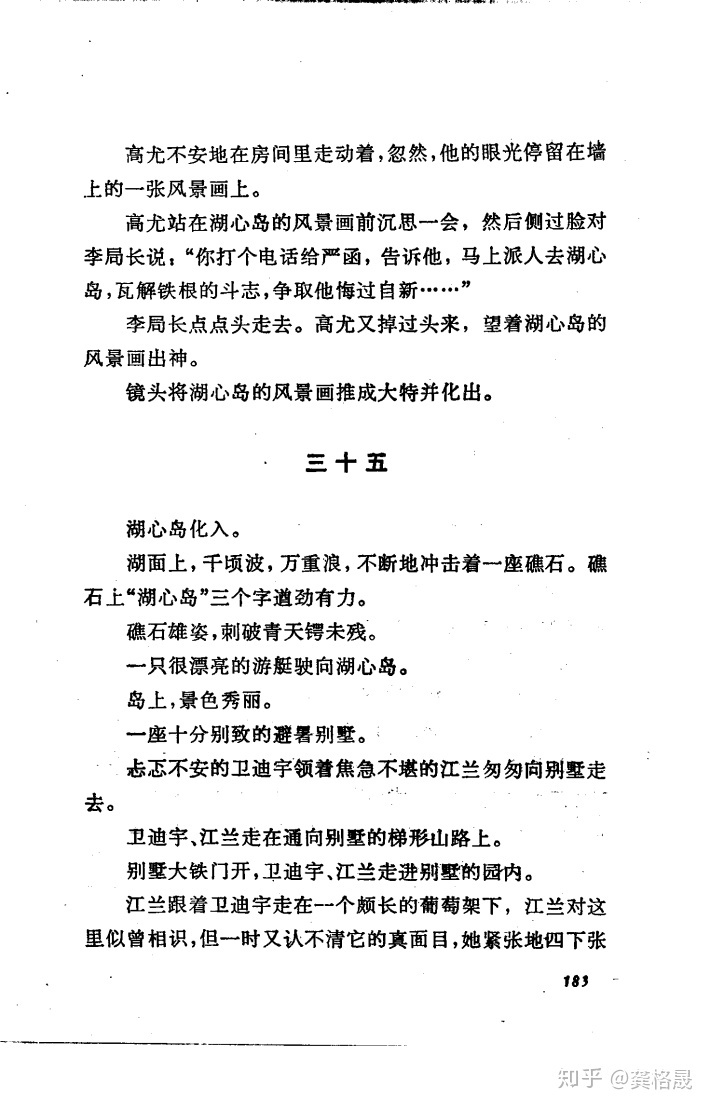 高尤不安地在房间里走动着，忽然，他的眼光停留在墙
上的一张风景画上。
高尤站在湖心岛的风景画前沉思一会，然后侧过脸对
李局长说：“你打个电话给严函，告诉他，马上派人去湖心
岛，瓦解铁根的斗志，争取他悔过自新……”
李局长点点头走去。高尤又掉过头来，望着湖心岛的
风景画出神。
镜头将湖心岛的风景画推成大特并化出。
三十五
湖心岛化入。
湖面上，千顷波，万重浪，不断地冲击着一座礁石。礁
石上“湖心岛”三个字遒劲有力。
礁石雄姿，刺破青天锷未残。
一只很漂亮的游艇驶向湖心岛。
岛上，景色秀丽。
一座十分别致的避暑别墅。
忐忑不安的卫迪宇领着焦急不堪的江兰匆匆向别墅走
去。
卫迪宇、江兰走在通向别墅的梯形山路上。
别墅大铁门开，卫迪宇、江兰走进别墅的园内。
江兰跟着卫迪宇走在一个颇长的葡萄架下，江兰对这
里似曾相识，但一时又认不清它的真面目，她紧张地四下张
183
知乎 @龚格晟